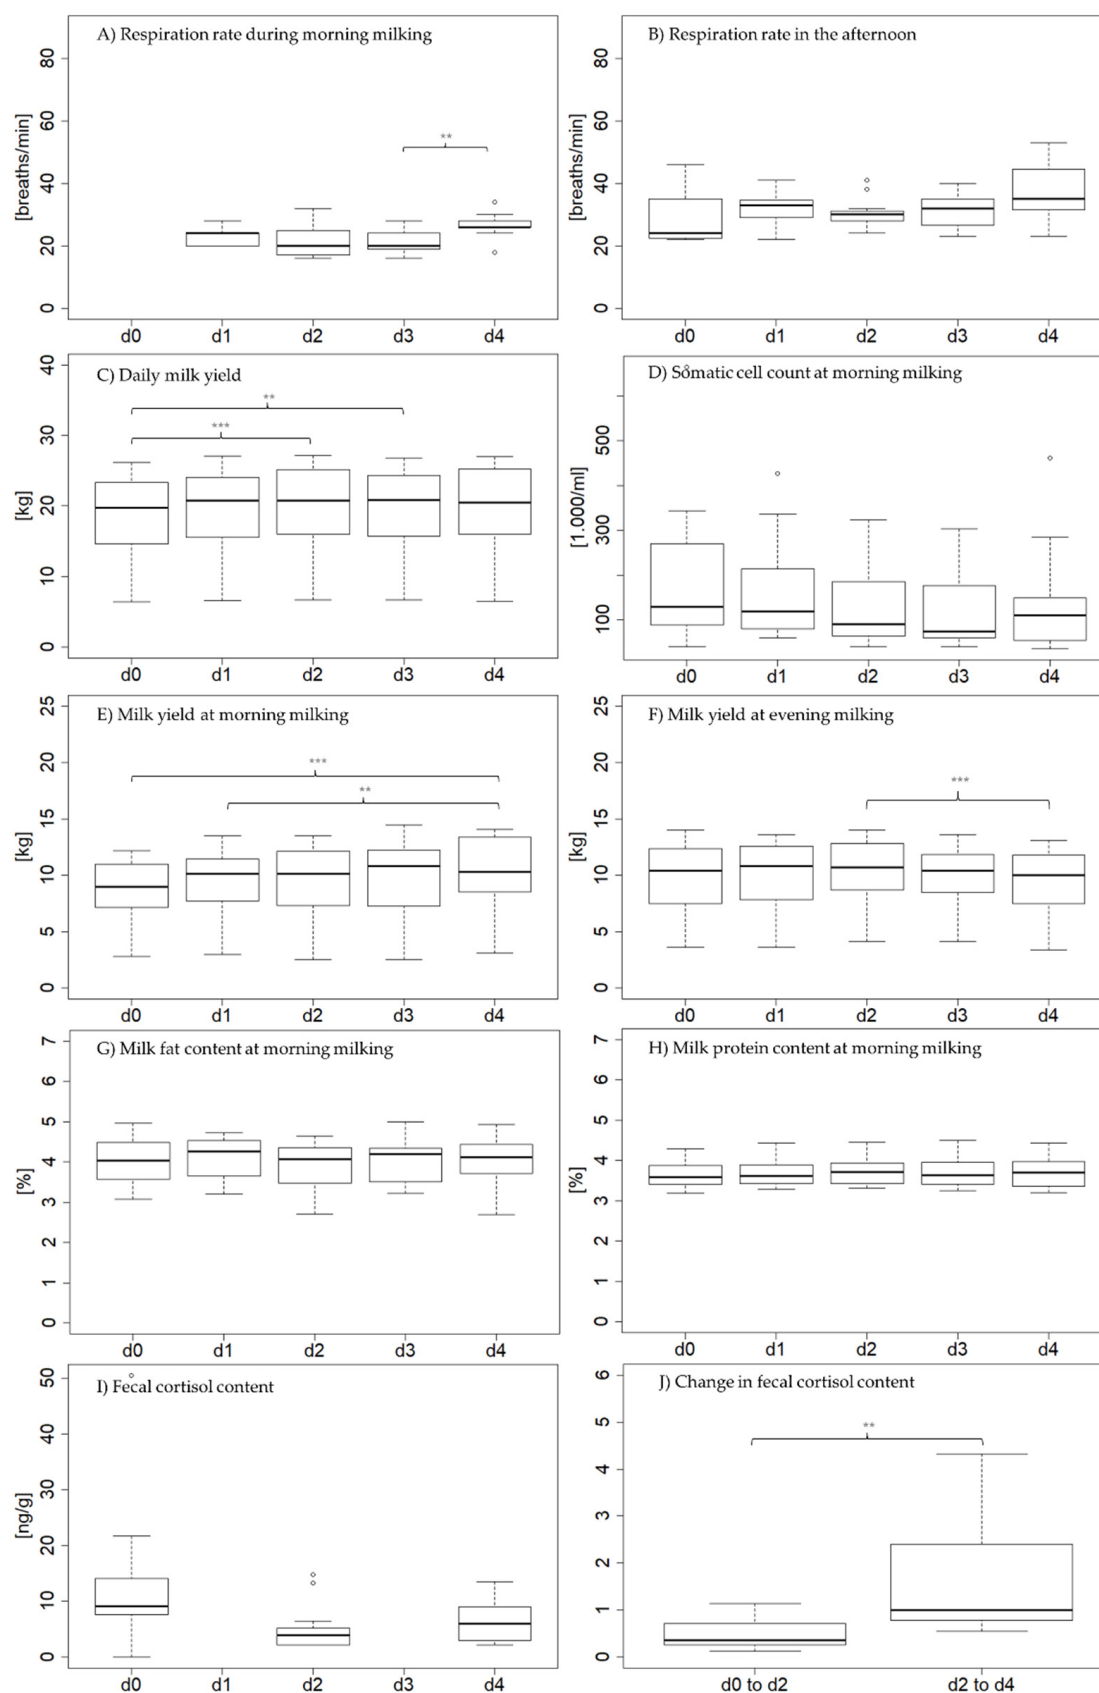 A) Respiration rate during morning milking
[breaths/min]
80
60
40
20
0
**
d0 d1 d2 d3 d4
B) Respiration rate in the afternoon
[breaths/min]
80
60
40
20
0
d0 d1 d2 d3 d4
C) Daily milk yield
[kg]
40
30
20
10
0
**
***
d0 d1 d2 d3 d4
D) Somatic cell count at morning milking
[1.000/ml]
500
300
100
d0 d1 d2 d3 d4
E) Milk yield at morning milking
[kg]
25
20
15
10
5
0
***
**
d0 d1 d2 d3 d4
F) Milk yield at evening milking
[kg]
25
20
15
10
5
0
***
d0 d1 d2 d3 d4
G) Milk fat content at morning milking
[%]
7
6
5
4
3
2
1
0
d0 d1 d2 d3 d4
H) Milk protein content at morning milking
[%]
7
6
5
4
3
2
1
0
d0 d1 d2 d3 d4
I) Fecal cortisol content
[ng/g]
50
40
30
20
10
0
d0 d1 d2 d3 d4
J) Change in fecal cortisol content
6
5
4
3
2
1
0
**
d0 to d2 d2 to d4